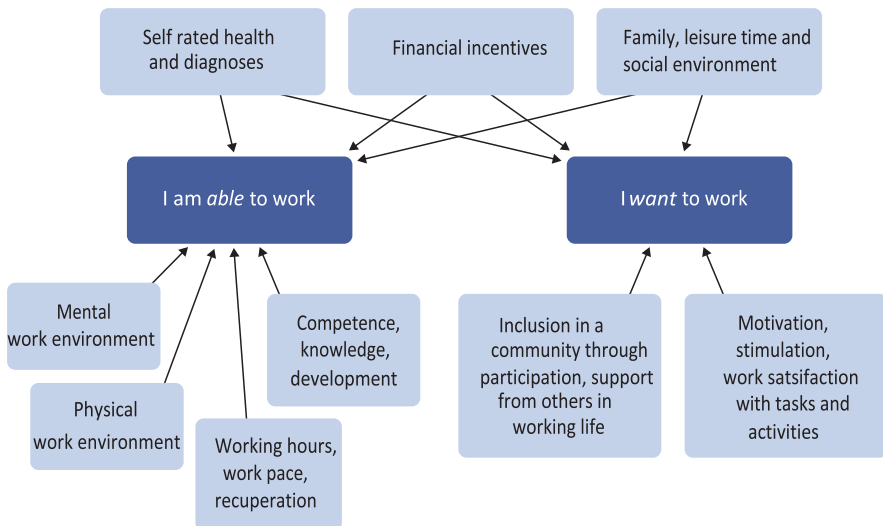 Self rated health
and diagnoses
Financial incentives
Family, leisure time and
social environment
I am able to work
I want to work
Mental
work environment
Physical
work environment
Working hours,
work pace,
recuperation
Competence,
knowledge,
development
Inclusion in a
community through
participation, support
from others in
working life
Motivation,
stimulation,
work satsifaction
with tasks and
activities